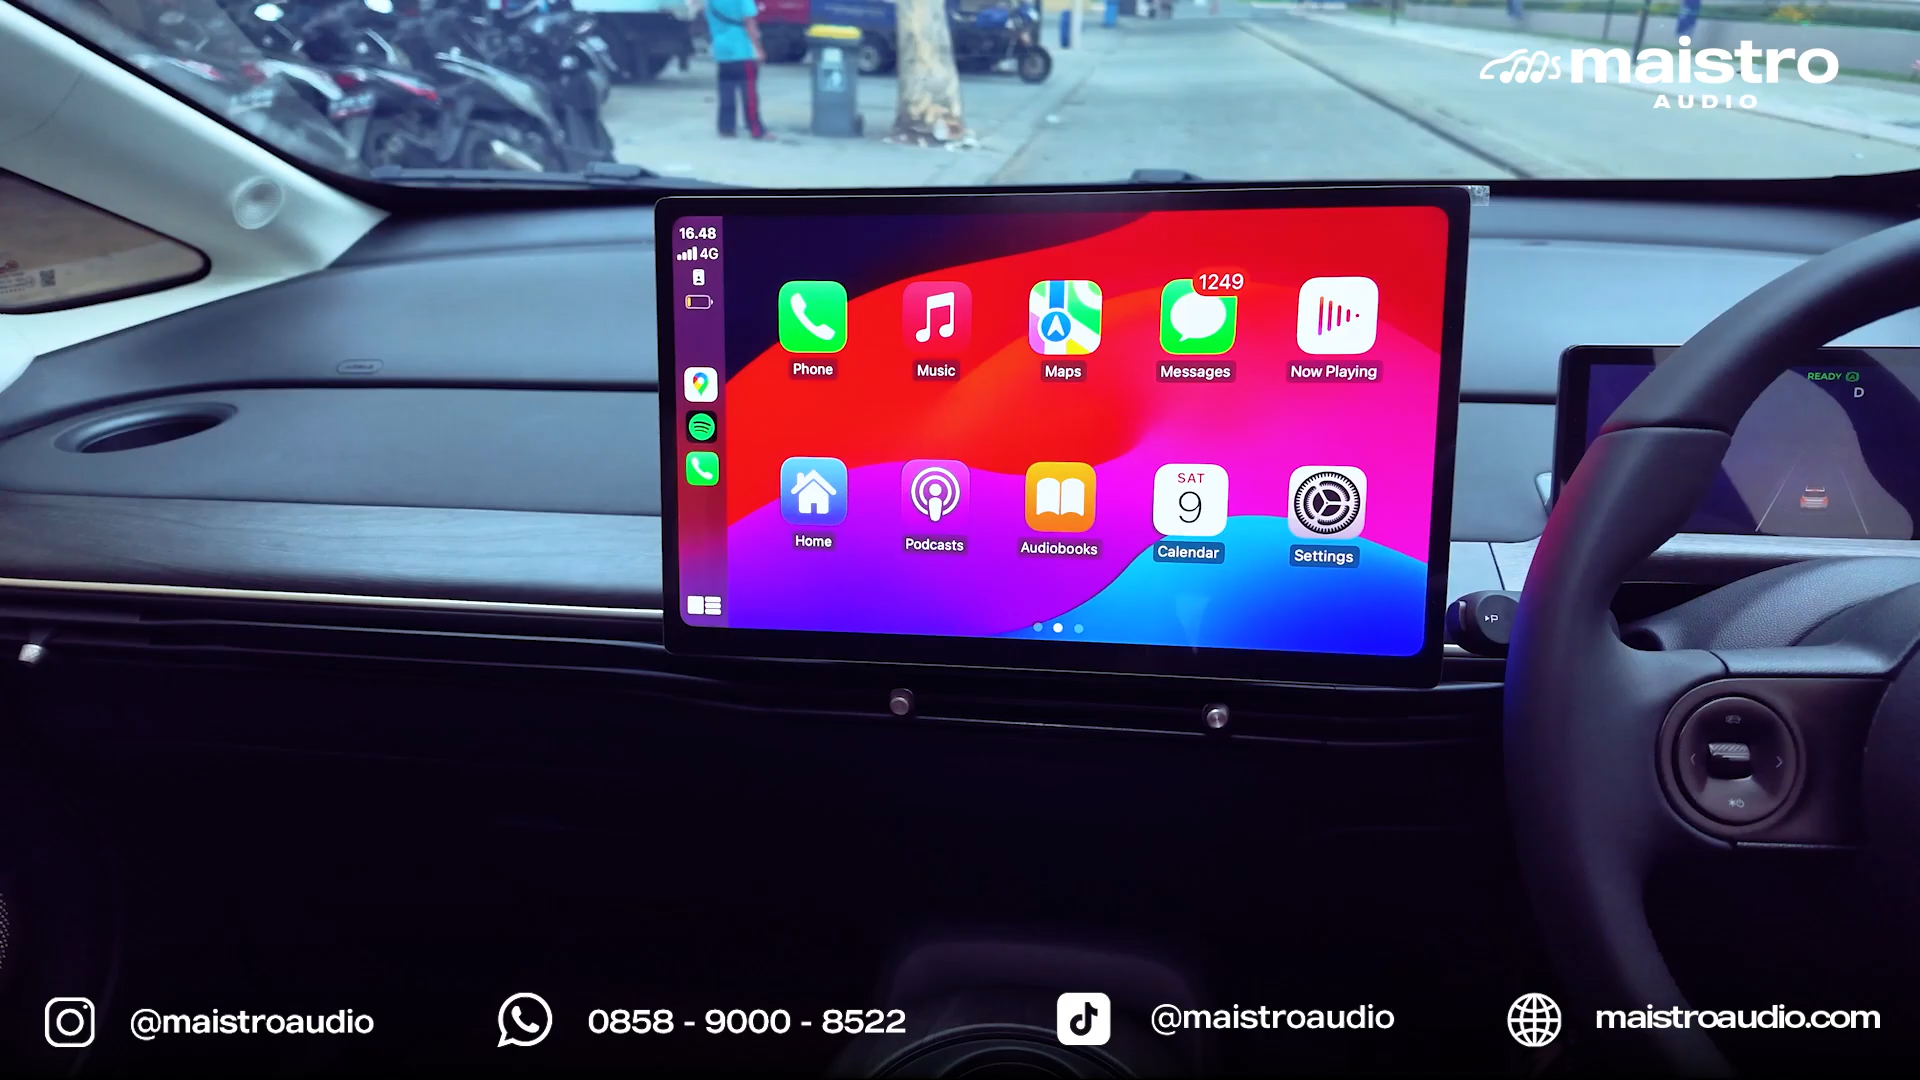 maistro
AUDIO
16.48
4G
1249
Phone
Music
Maps
Messages
Now Playing
SAT
9
Home
Podcasts
Audiobooks
Calendar
Settings
READY
D
P
@maistroaudio
0858 - 9000 - 8522
@maistroaudio
maistroaudio.com